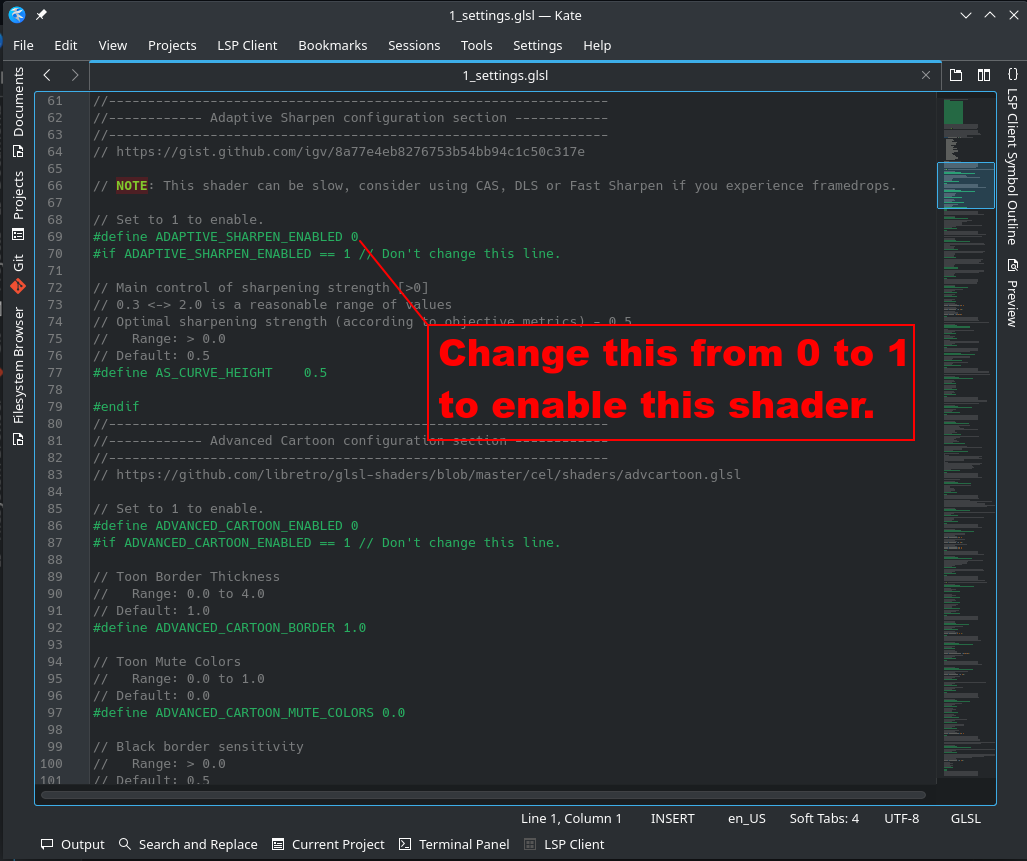 1_settings.glsl — Kate
File Edit View Projects LSP Client Bookmarks Sessions Tools Settings Help
1_settings.glsl
Documents
Projects
Git
Filesystem Browser
61 //----------------------------------------------------------------
62 //------------ Adaptive Sharpen configuration section ------------
63 //----------------------------------------------------------------
64 // https://gist.github.com/igv/8a77e4eb8276753b54bb94c1c50c317e
65
66 // NOTE: This shader can be slow, consider using CAS, DLS or Fast Sharpen if you experience framedrops.
67
68 // Set to 1 to enable.
69 #define ADAPTIVE_SHARPEN_ENABLED 0
70 #if ADAPTIVE_SHARPEN_ENABLED == 1 // Don't change this line.
71
72 // Main control of sharpening strength [>0]
73 // 0.3 <-> 2.0 is a reasonable range of values
74 // Optimal sharpening strength (according to objective metrics) - 0.5
75 //   Range: > 0.0
76 // Default: 0.5
77 #define AS_CURVE_HEIGHT    0.5
78
79 #endif
80 //----------------------------------------------------------------
81 //------------ Advanced Cartoon configuration section ------------
82 //----------------------------------------------------------------
83 // https://github.com/libretro/glsl-shaders/blob/master/cel/shaders/advcartoon.glsl
84
85 // Set to 1 to enable.
86 #define ADVANCED_CARTOON_ENABLED 0
87 #if ADVANCED_CARTOON_ENABLED == 1 // Don't change this line.
88
89 // Toon Border Thickness
90 //   Range: 0.0 to 4.0
91 // Default: 1.0
92 #define ADVANCED_CARTOON_BORDER 1.0
93
94 // Toon Mute Colors
95 //   Range: 0.0 to 1.0
96 // Default: 0.0
97 #define ADVANCED_CARTOON_MUTE_COLORS 0.0
98
99 // Black border sensitivity
100 //   Range: > 0.0
101 // Default: 0.5
Change this from 0 to 1
to enable this shader.
{} LSP Client Symbol Outline
Preview
Line 1, Column 1 INSERT en_US Soft Tabs: 4 UTF-8 GLSL
Output Search and Replace Current Project Terminal Panel LSP Client